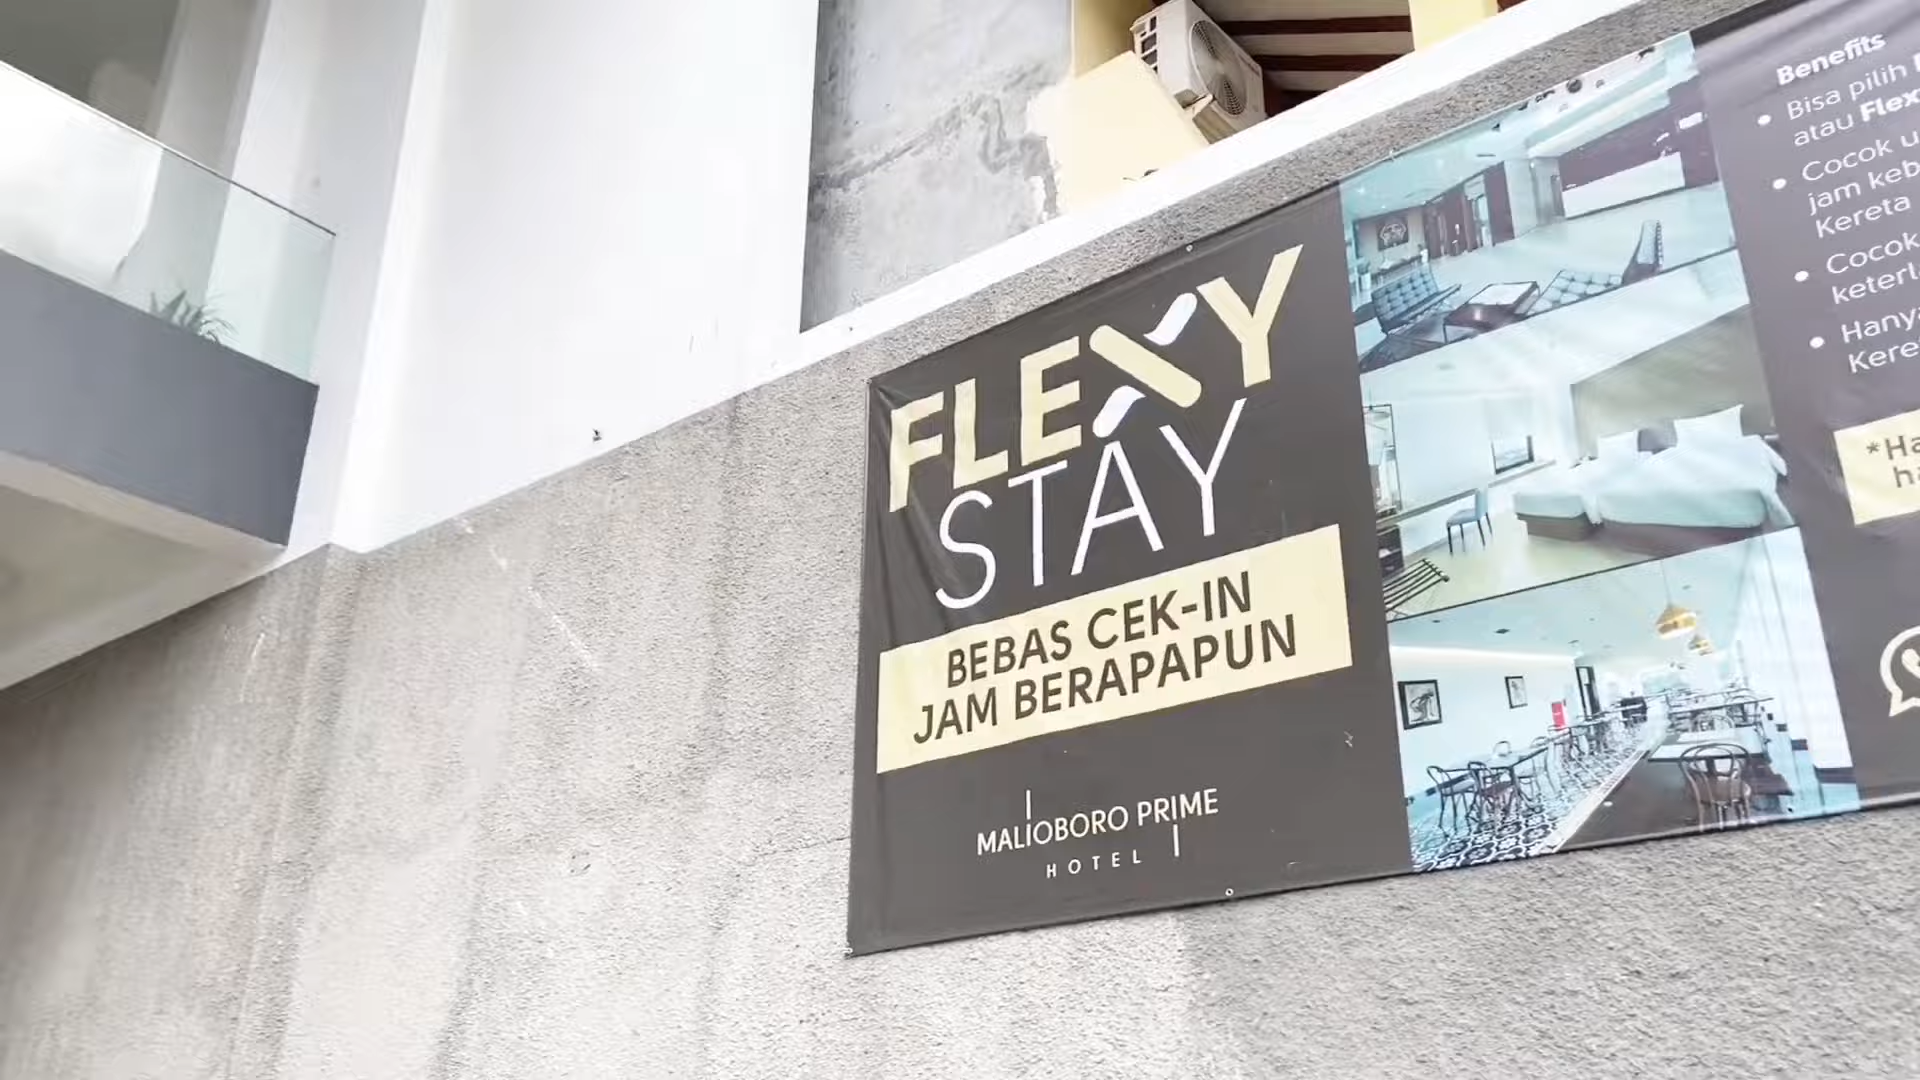 FLEXY
STAY
BEBAS CEK-IN
JAM BERAPAPUN
MALIOBORO PRIME
HOTEL
Benefits
Bisa pilih
atau Flex
Cocok
jam keb
Kereta
Cocok
keterl
Hany
Kere
*Ha
ha